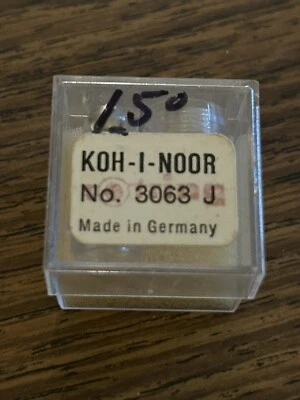 1.50
KOH-I-NOOR
No. 3063 J
Made in Germany